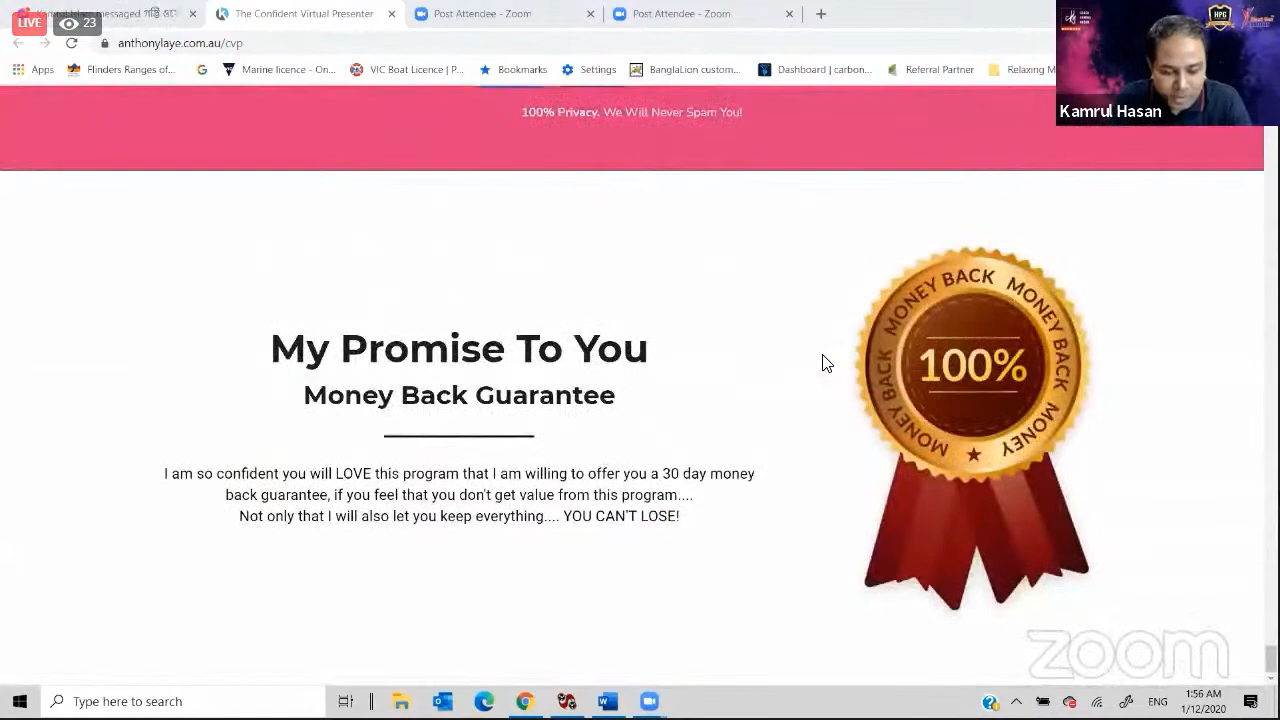 LIVE
23
The Confident Virtual Presenter
Post Attendee - Zoom
Post Attendee - Zoom
anthonylaye.com.au/cvp
Apps
Flinders Ranges of...
Marine licence - On...
VIC Boat Licence | P...
Bookmarks
Settings
BanglaLion custom...
Dashboard | carbon...
Referral Partner
Relaxing M
HPG
Kamrul Hasan
100% Privacy. We Will Never Spam You!
My Promise To You
Money Back Guarantee
I am so confident you will LOVE this program that I am willing to offer you a 30 day money
back guarantee, if you feel that you don't get value from this program....
Not only that I will also let you keep everything.... YOU CAN'T LOSE!
MONEY BACK MONEY BACK MONEY ★ MONEY BACK
100%
zoom
Type here to search
ENG
1:56 AM
1/12/2020